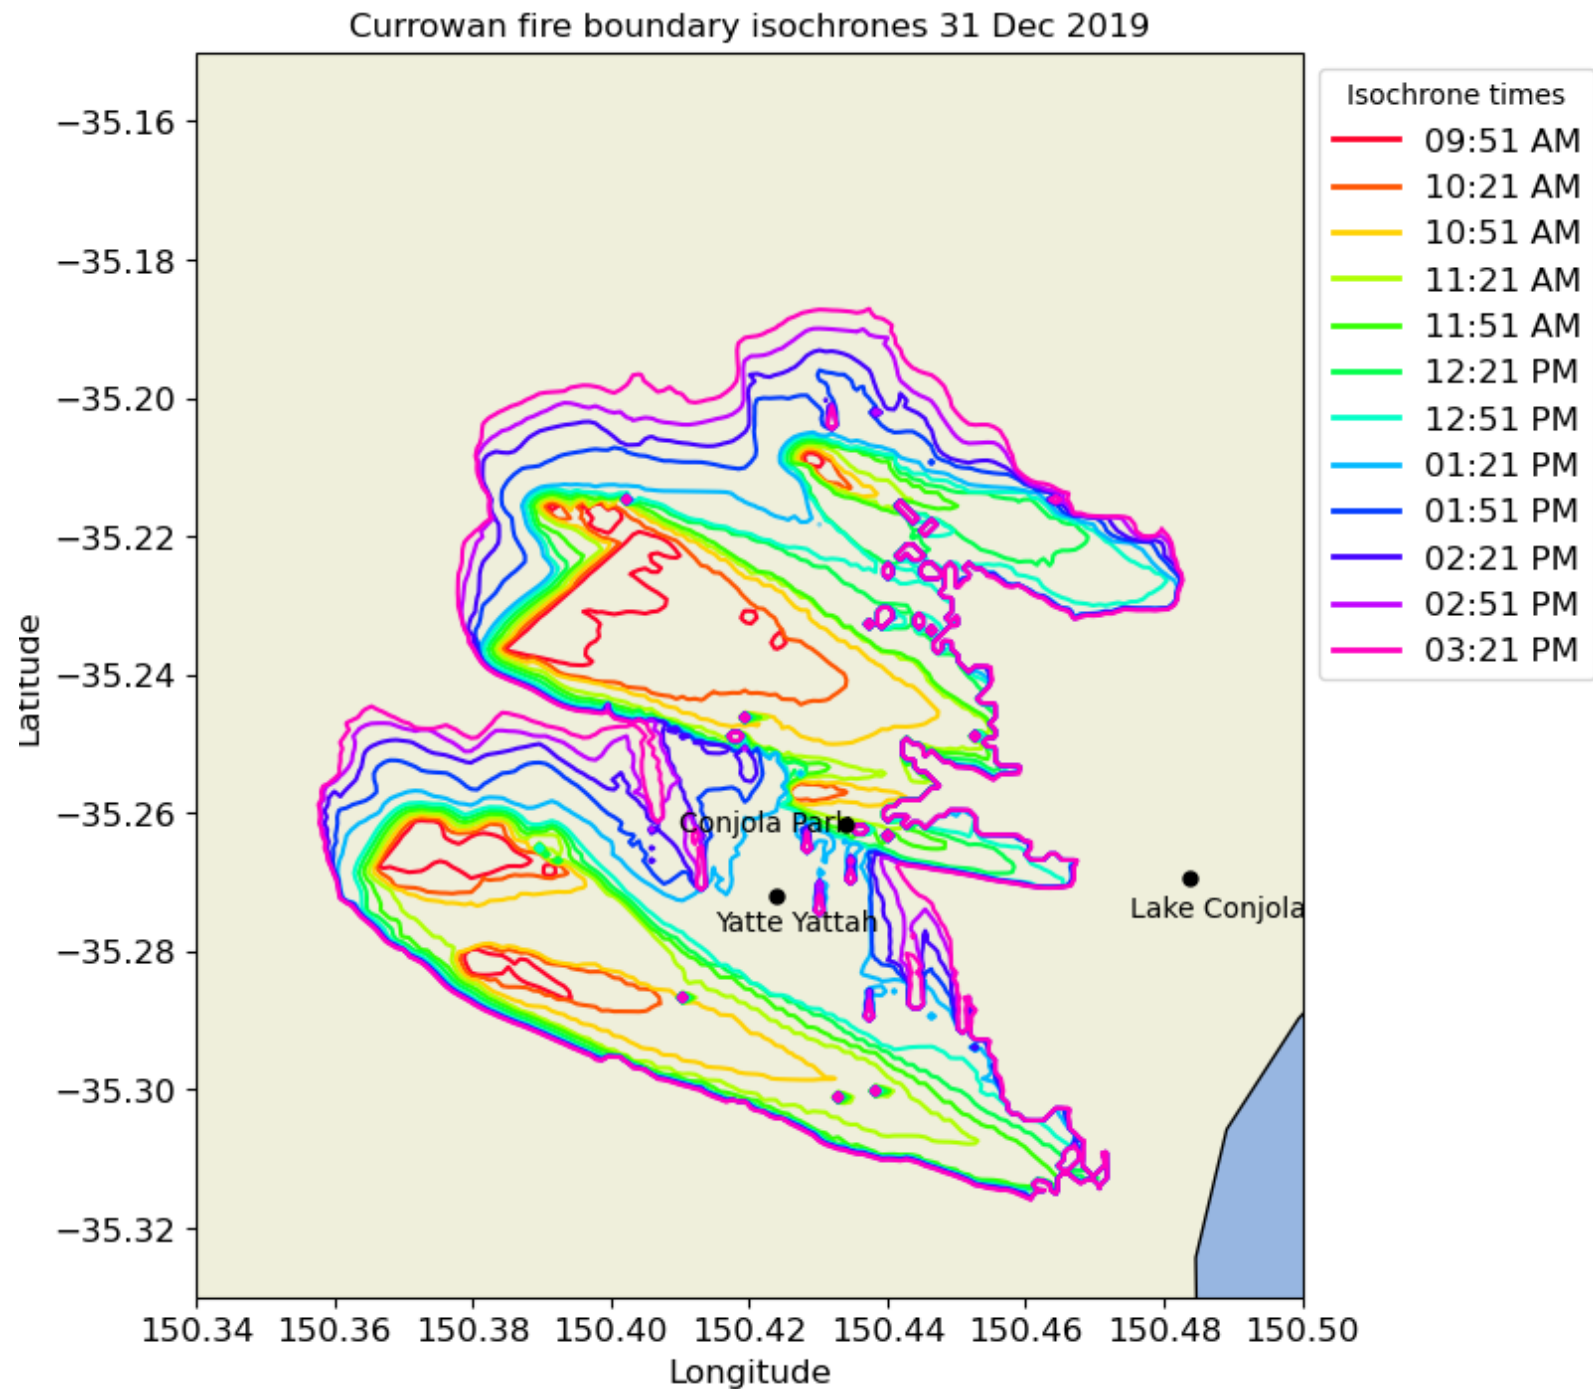 Currowan fire boundary isochrones 31 Dec 2019
Isochrone times
09:51 AM
10:21 AM
10:51 AM
11:21 AM
11:51 AM
12:21 PM
12:51 PM
01:21 PM
01:51 PM
02:21 PM
02:51 PM
03:21 PM
Latitude
−35.16
−35.18
−35.20
−35.22
−35.24
−35.26
−35.28
−35.30
−35.32
Conjola Park
Yatte Yattah
Lake Conjola
150.34 150.36 150.38 150.40 150.42 150.44 150.46 150.48 150.50
Longitude